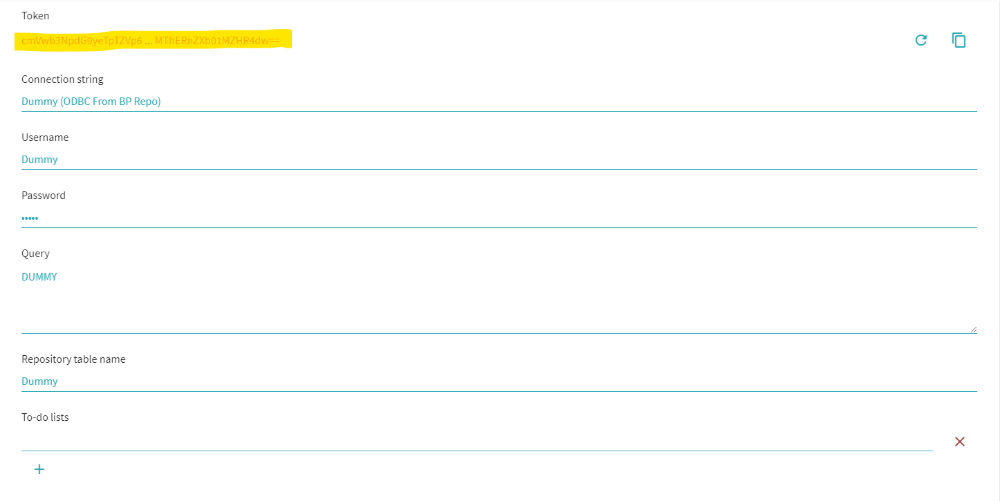 Token
cmVwb3NpdG9yeTpTZVp6 ... MThERnZXb01MZHR4dw==
Connection string
Dummy (ODBC From BP Repo)
Username
Dummy
Password
•••••
Query
DUMMY
Repository table name
Dummy
To-do lists